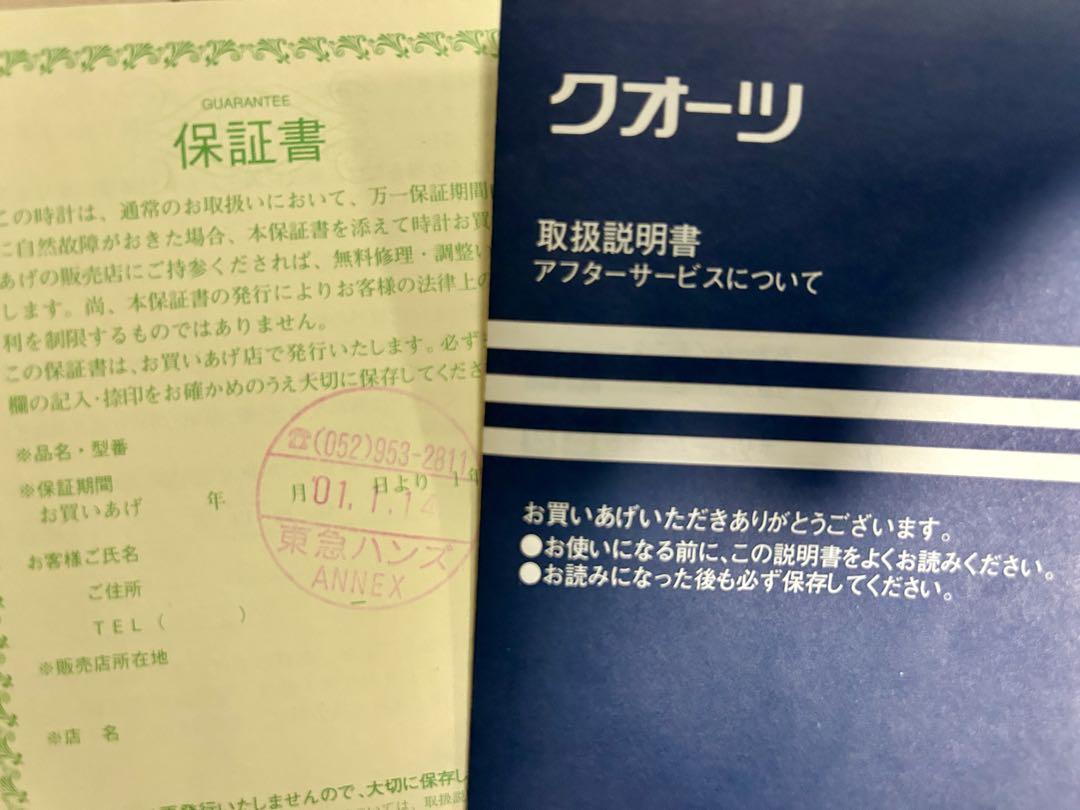 GUARANTEE
保証書
この時計は、通常のお取扱いにおいて、万一保証期間
に自然故障がおきた場合、本保証書を添えて時計お買
あげの販売店にご持参くだされば、無料修理・調整い
します。尚、本保証書の発行によりお客様の法律上の
利を制限するものではありません。
この保証書は、お買いあげ店で発行いたします。必ず
欄の記入・捺印をお確かめのうえ大切に保存してくださ
※品名・型番
※保証期間
お買いあげ 年 月 日より 1年
☎(052)953-2811
'01.1.14
東急ハンズ
ANNEX
お客様ご氏名
ご住所
TEL( )
※販売店所在地
※店 名
再発行いたしませんので、大切に保存し
ては、取扱説
クオーツ
取扱説明書
アフターサービスについて
お買いあげいただきありがとうございます。
●お使いになる前に、この説明書をよくお読みください。
●お読みになった後も必ず保存してください。